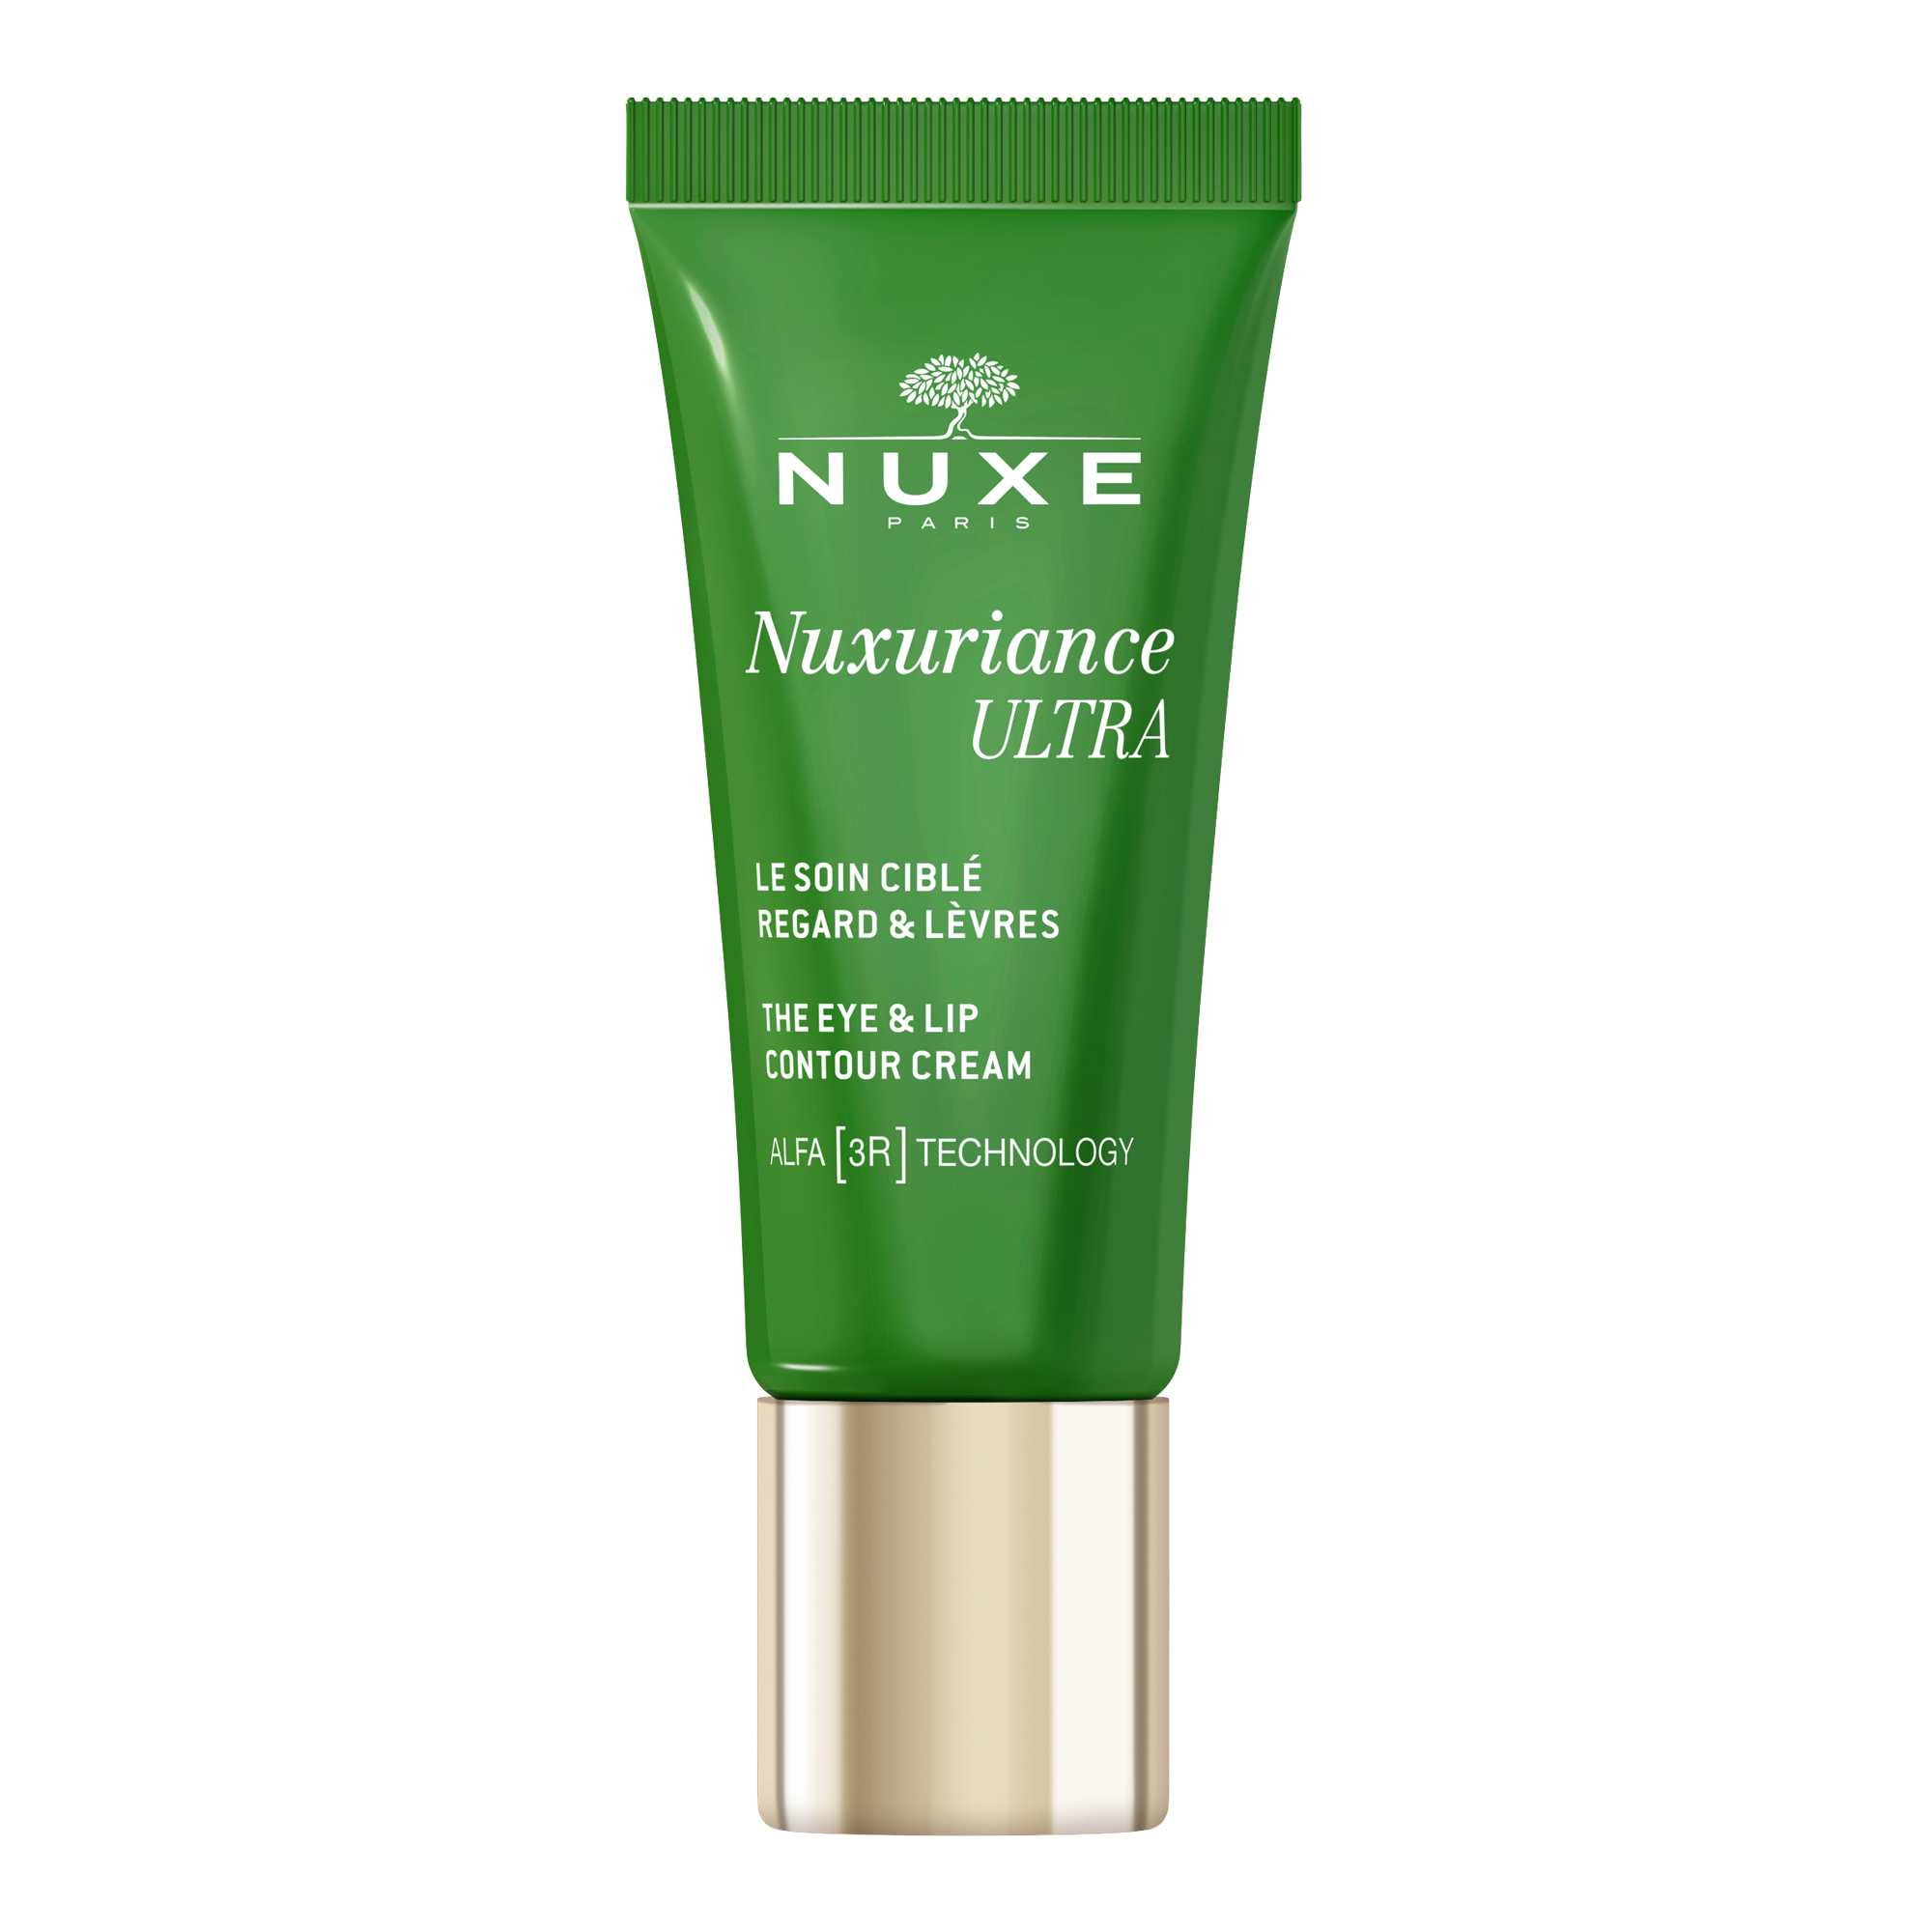 NUXE
PARIS
Nuxuriance
ULTRA
LE SOIN CIBLÉ
REGARD & LÈVRES
THE EYE & LIP
CONTOUR CREAM
ALFA [3R] TECHNOLOGY